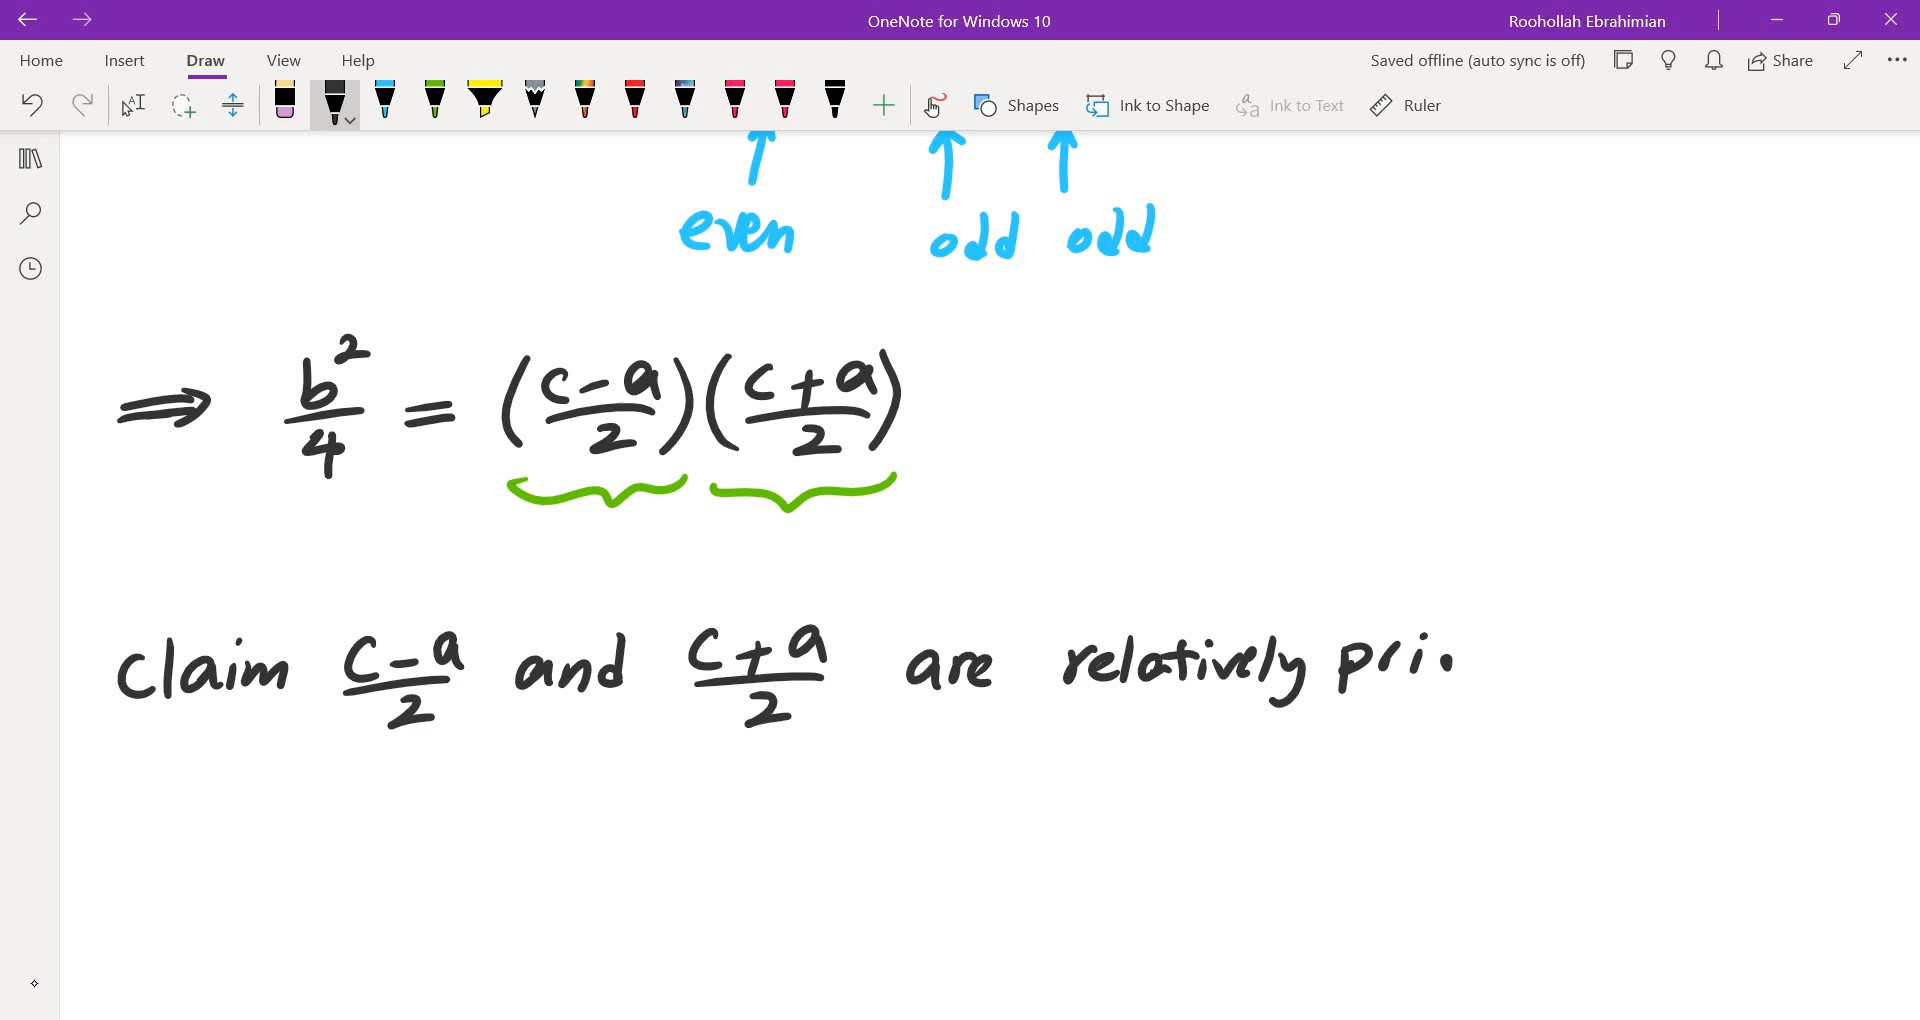 OneNote for Windows 10 Roohollah Ebrahimian
Home Insert Draw View Help Saved offline (auto sync is off) Share
Shapes Ink to Shape Ink to Text Ruler
even odd odd
⟹ b²/4 = ((c-a)/2)((c+a)/2)
claim (c-a)/2 and (c+a)/2 are relatively pri